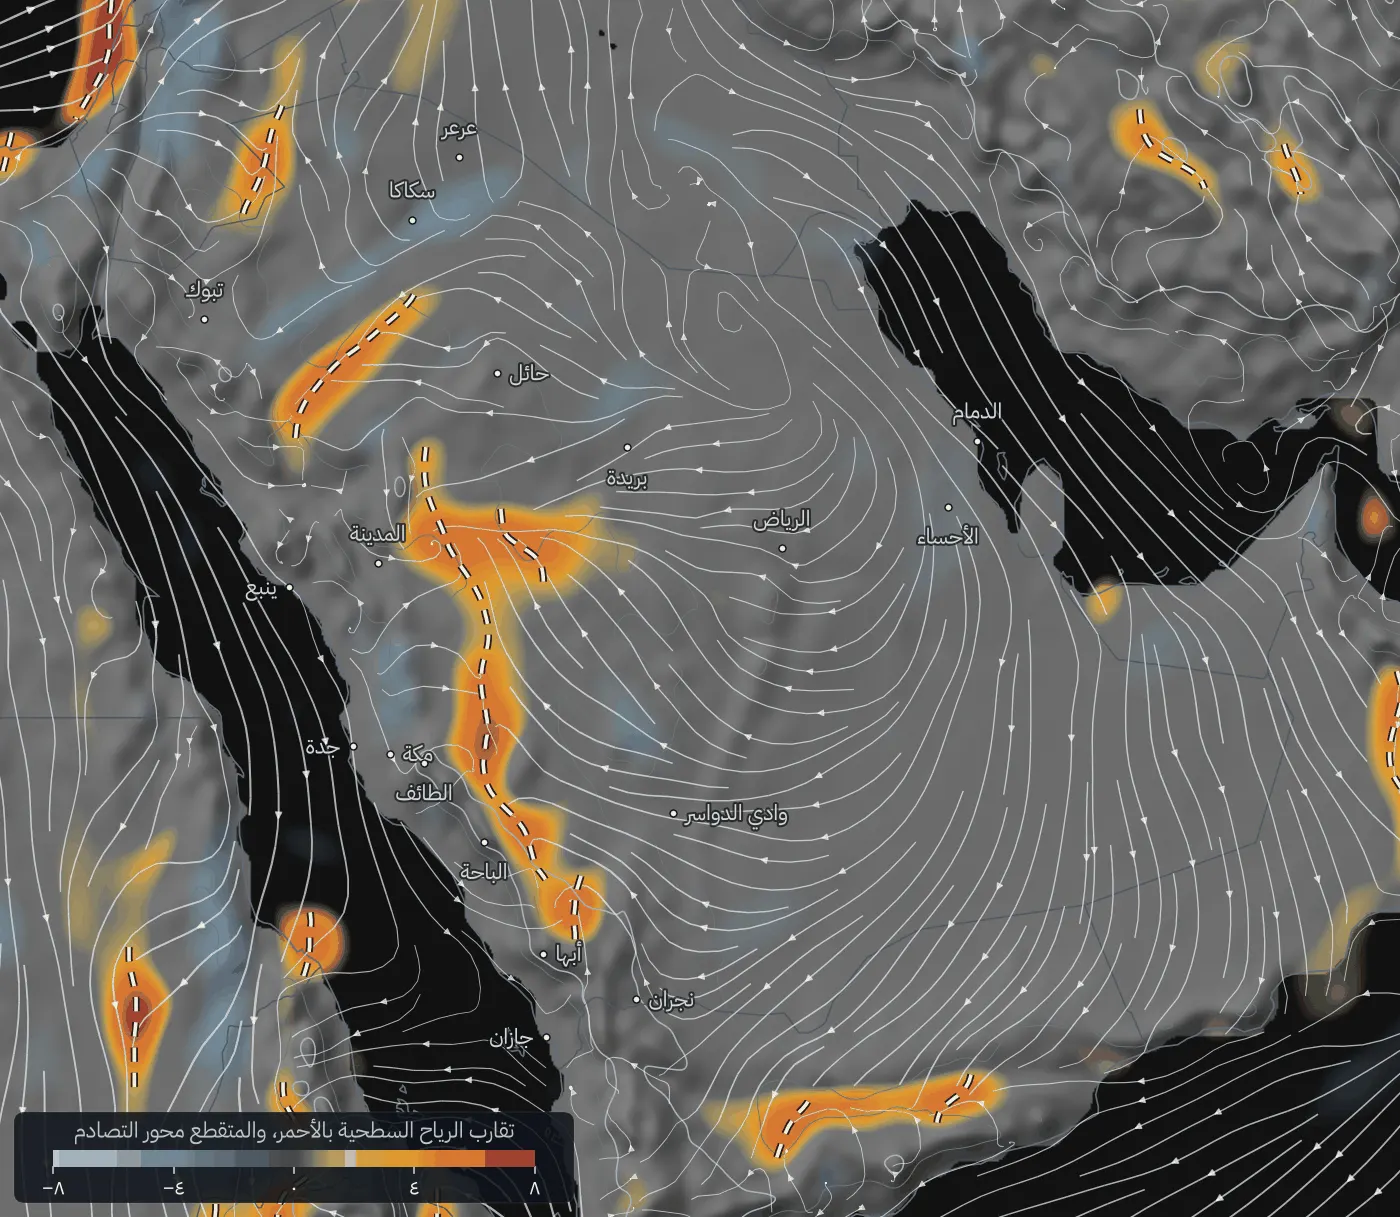 عرعر
سكاكا
تبوك
حائل
الدمام
بريدة
الرياض
الأحساء
المدينة
ينبع
جدة
مكة
الطائف
وادي الدواسر
الباحة
أبها
نجران
جازان
تقارب الرياح السطحية بالأحمر، والمتقطع محور التصادم
−٨ −٤ ٠ ٤ ٨